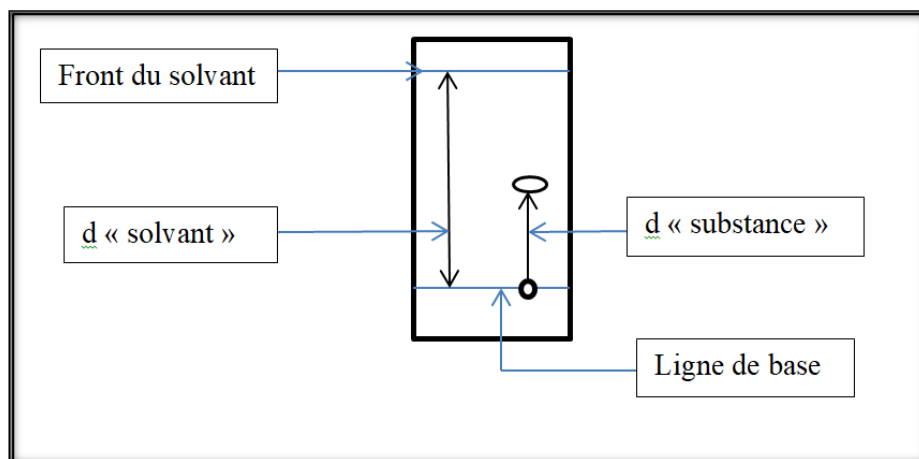 Front du solvant
d « solvant »
d « substance »
Ligne de base